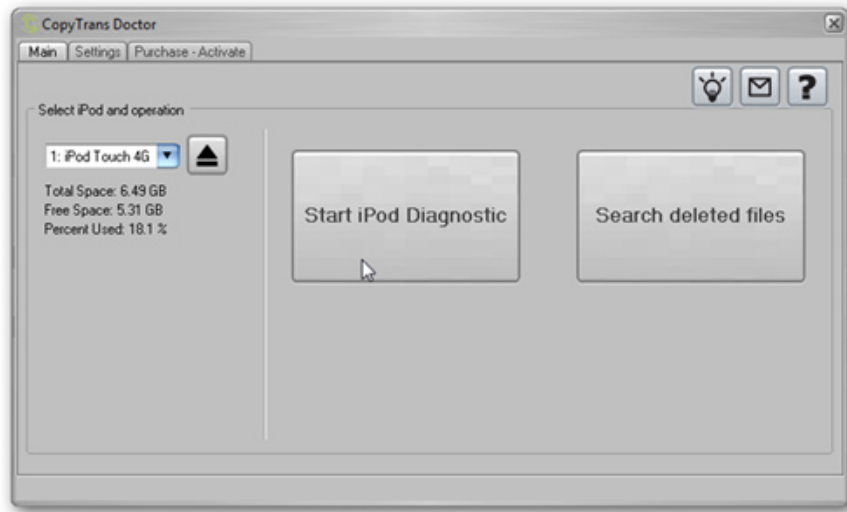 CopyTrans Doctor
Main Settings Purchase - Activate
?
Select iPod and operation
1: iPod Touch 4G
Total Space: 6.49 GB
Free Space: 5.31 GB
Percent Used: 18.1 %
Start iPod Diagnostic
Search deleted files